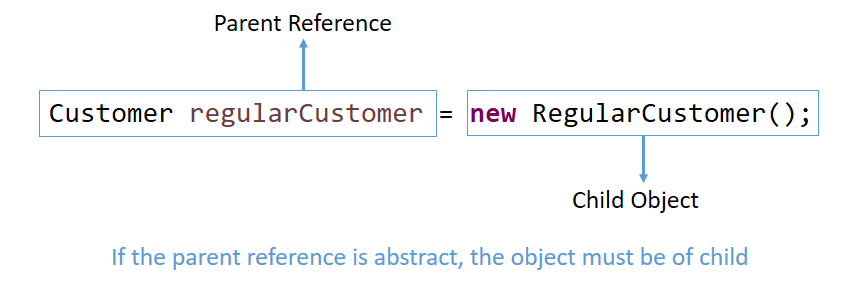 Parent Reference
Customer regularCustomer = new RegularCustomer();
Child Object
If the parent reference is abstract, the object must be of child